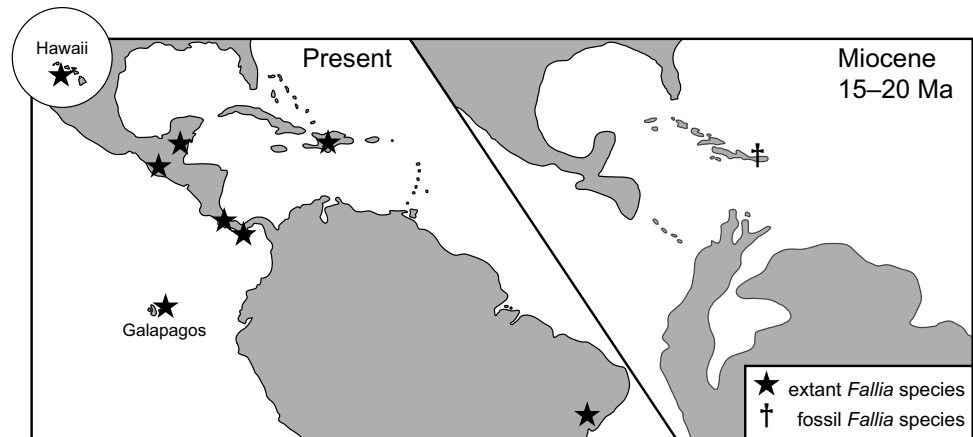 Hawaii
Present
Miocene
15–20 Ma
Galapagos
extant Fallia species
† fossil Fallia species